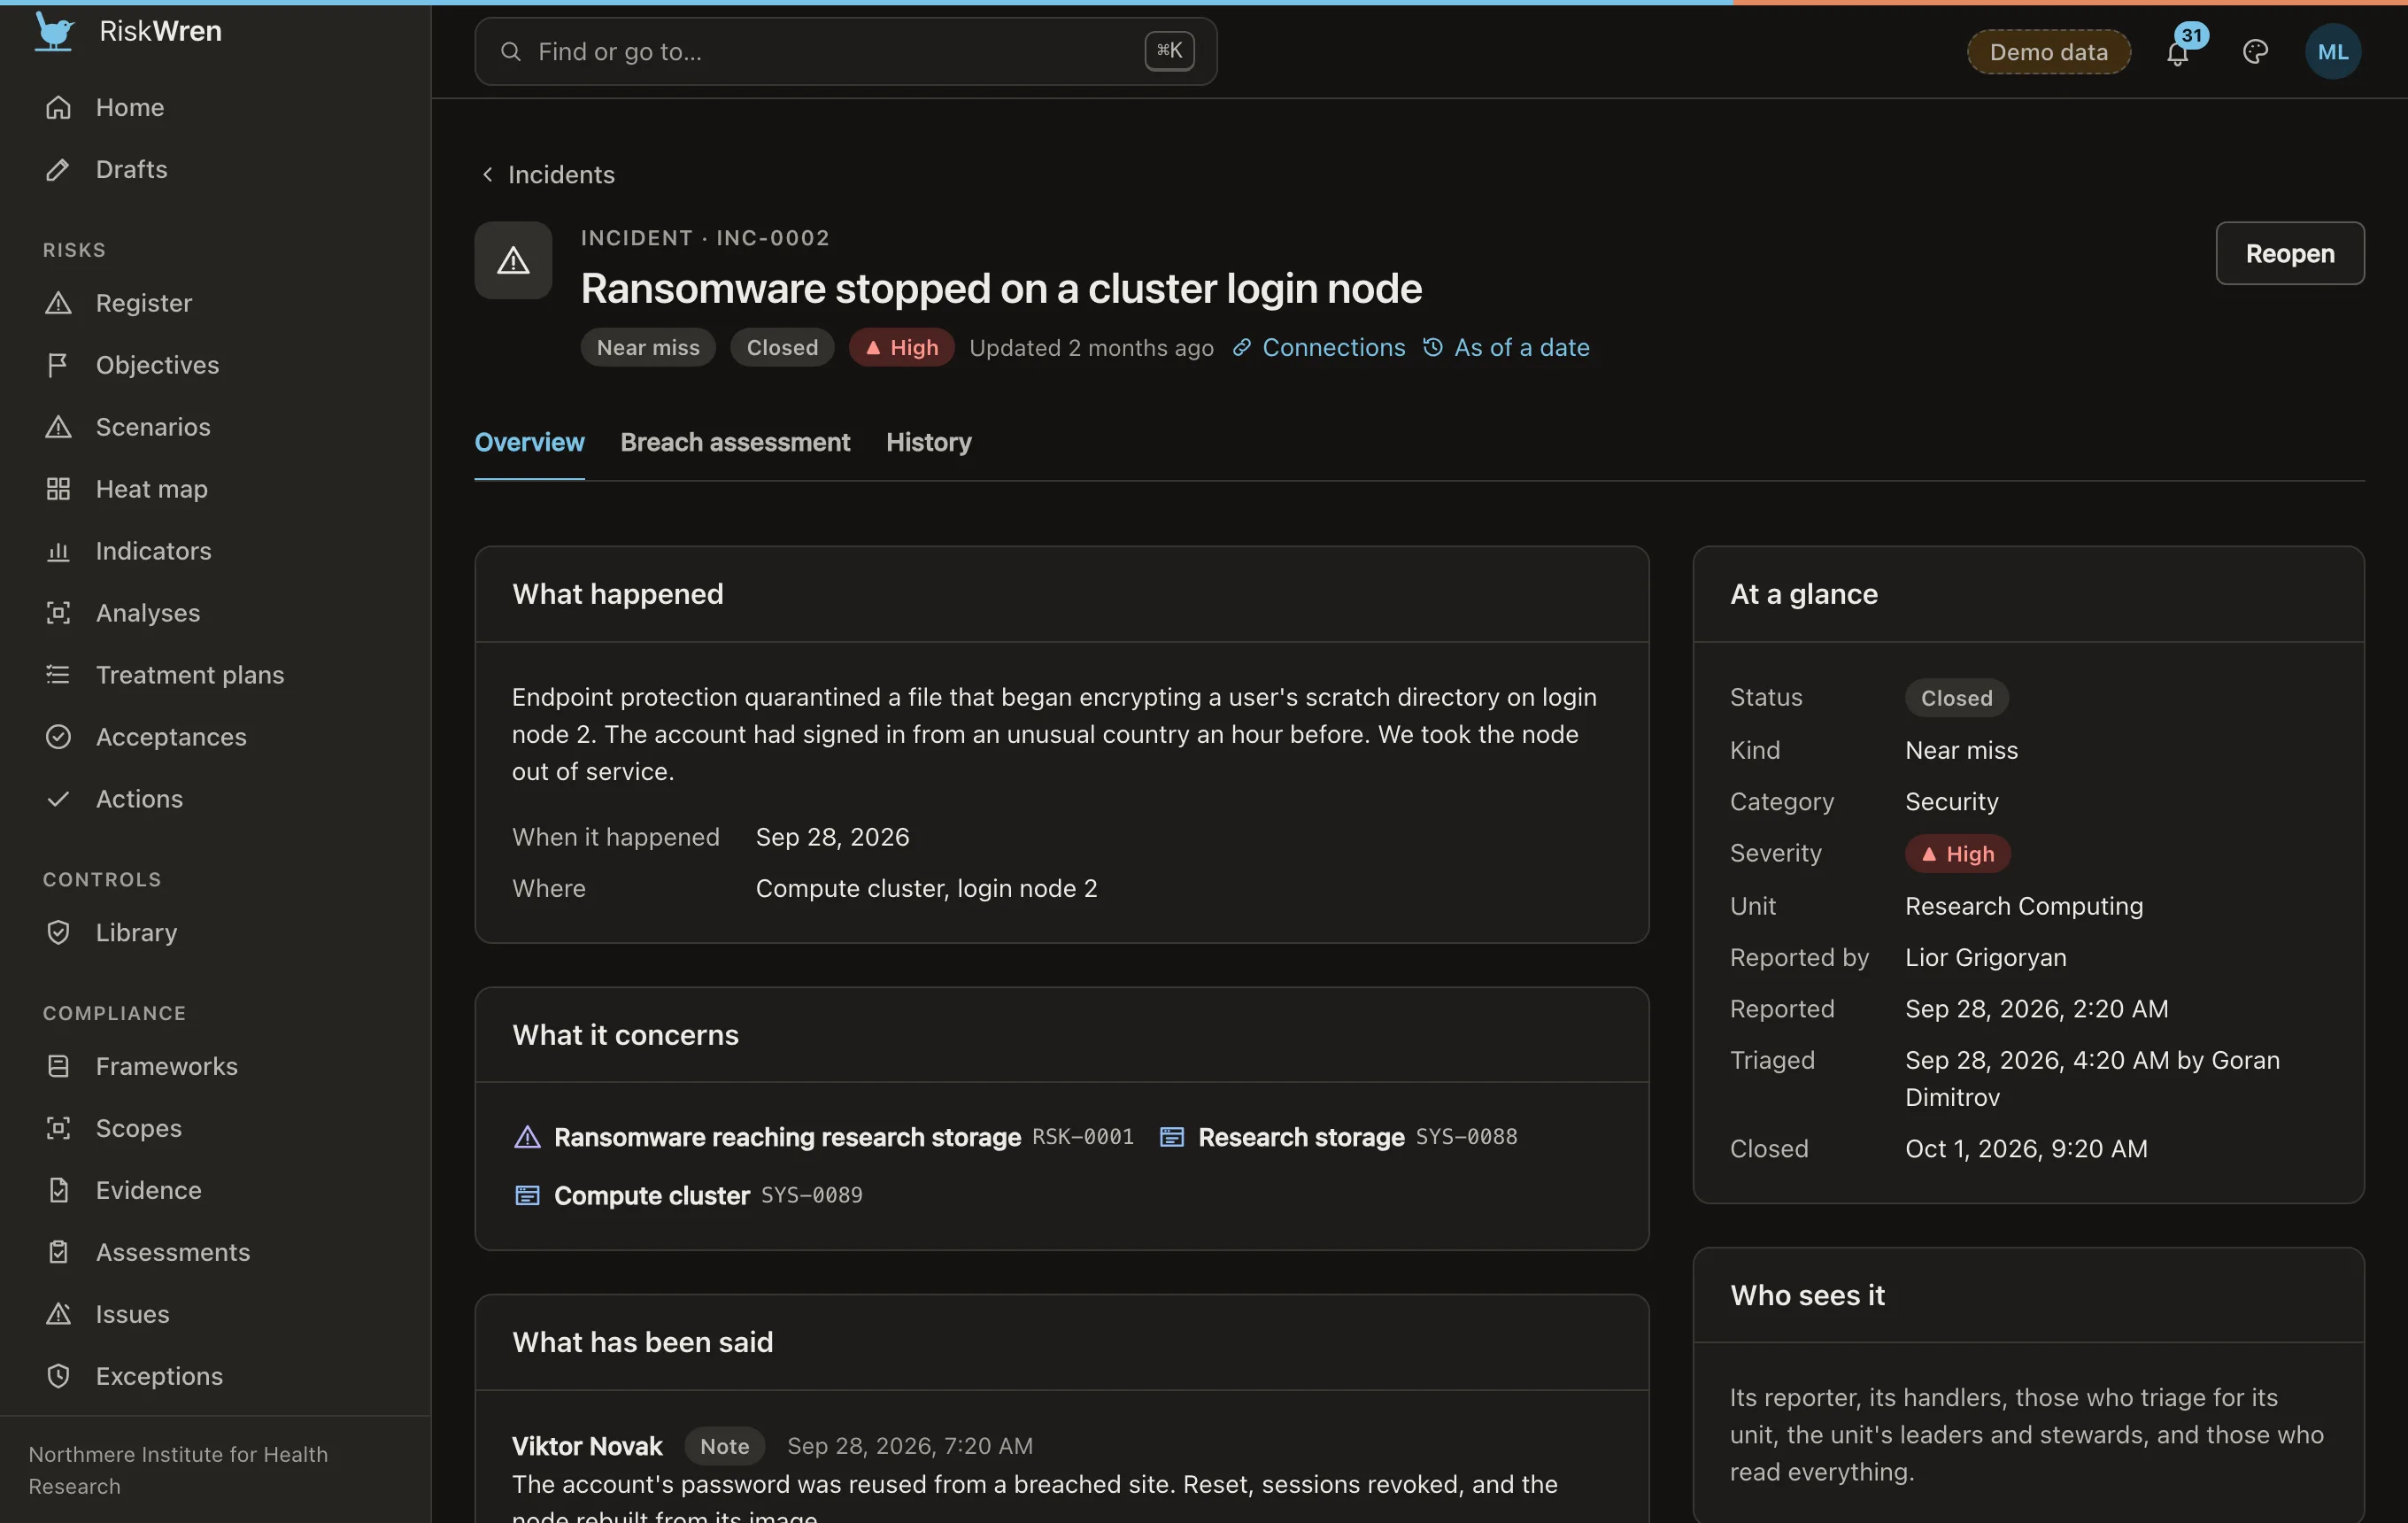 RiskWren
Find or go to...
⌘K
Demo data
31
ML
Home
Drafts
RISKS
Register
Objectives
Scenarios
Heat map
Indicators
Analyses
Treatment plans
Acceptances
Actions
CONTROLS
Library
COMPLIANCE
Frameworks
Scopes
Evidence
Assessments
Issues
Exceptions
Northmere Institute for Health
Research
Incidents
INCIDENT · INC-0002
Ransomware stopped on a cluster login node
Reopen
Near miss
Closed
High
Updated 2 months ago
Connections
As of a date
Overview
Breach assessment
History
What happened
Endpoint protection quarantined a file that began encrypting a user's scratch directory on login
node 2. The account had signed in from an unusual country an hour before. We took the node
out of service.
When it happened Sep 28, 2026
Where Compute cluster, login node 2
What it concerns
Ransomware reaching research storage RSK-0001 Research storage SYS-0088
Compute cluster SYS-0089
What has been said
Viktor Novak Note Sep 28, 2026, 7:20 AM
The account's password was reused from a breached site. Reset, sessions revoked, and the
node rebuilt from its image.
At a glance
Status Closed
Kind Near miss
Category Security
Severity High
Unit Research Computing
Reported by Lior Grigoryan
Reported Sep 28, 2026, 2:20 AM
Triaged Sep 28, 2026, 4:20 AM by Goran
Dimitrov
Closed Oct 1, 2026, 9:20 AM
Who sees it
Its reporter, its handlers, those who triage for its
unit, the unit's leaders and stewards, and those who
read everything.